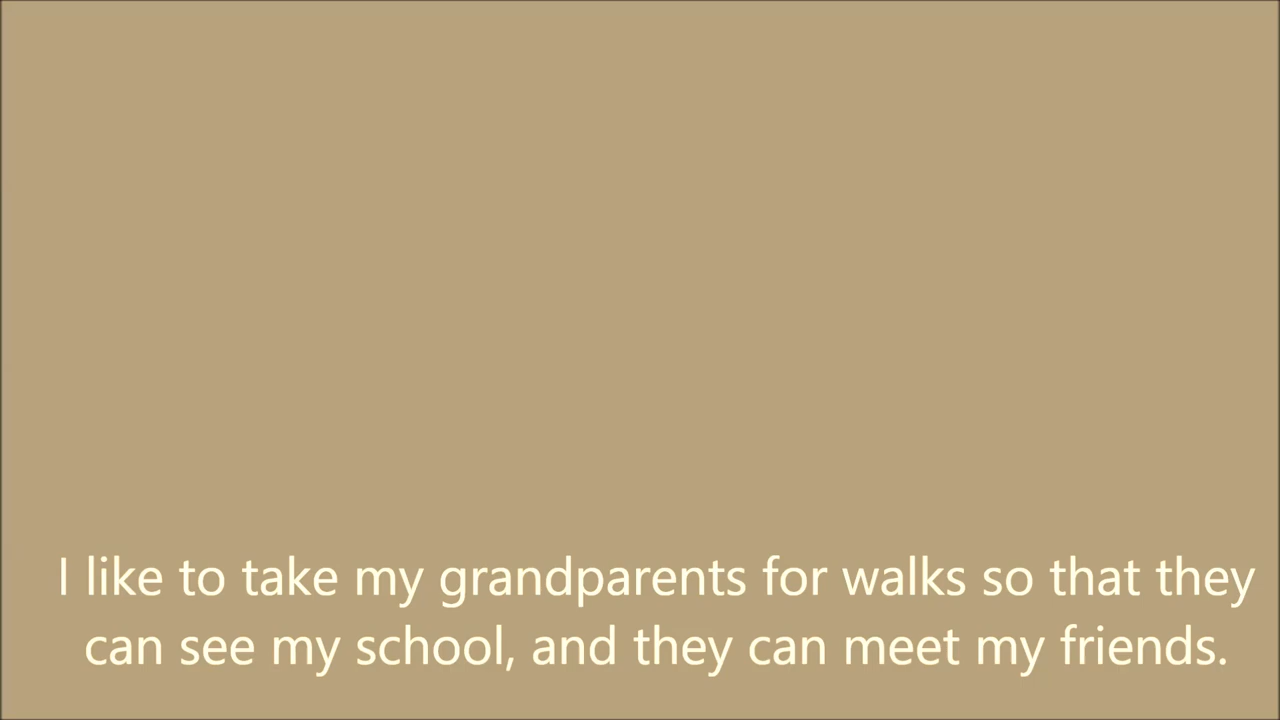 I like to take my grandparents for walks so that they
can see my school, and they can meet my friends.